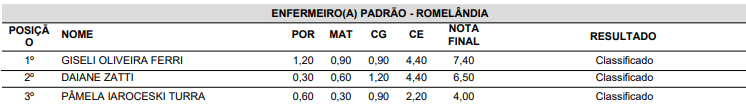 ENFERMEIRO(A) PADRÃO - ROMELÂNDIA
POSIÇÃO NOME POR MAT CG CE NOTA FINAL RESULTADO
1º GISELI OLIVEIRA FERRI 1,20 0,90 0,90 4,40 7,40 Classificado
2º DAIANE ZATTI 0,30 0,60 1,20 4,40 6,50 Classificado
3º PÂMELA IAROCESKI TURRA 0,60 0,30 0,90 2,20 4,00 Classificado